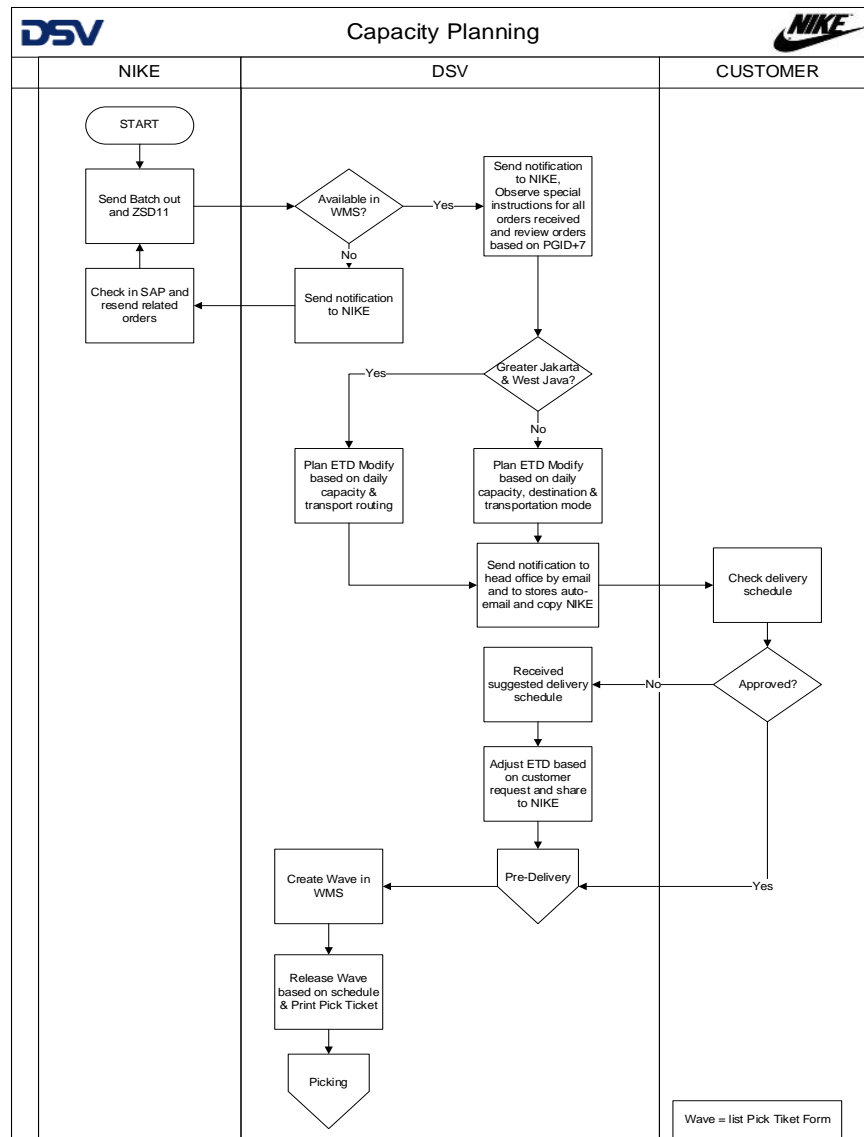 DSV
Capacity Planning
NIKE
NIKE
DSV
CUSTOMER
START
Send Batch out
and ZSD11
Available in
WMS?
Yes
Send notification
to NIKE,
Observe special
instructions for all
orders received
and review orders
based on PGID+7
No
Check in SAP and
resend related
orders
Send notification
to NIKE
Greater Jakarta
& West Java?
Yes
No
Plan ETD Modify
based on daily
capacity &
transport routing
Plan ETD Modify
based on daily
capacity, destination &
transportation mode
Send notification to
head office by email
and to stores auto-
email and copy NIKE
Check delivery
schedule
Received
suggested delivery
schedule
No
Approved?
Adjust ETD based
on customer
request and share
to NIKE
Create Wave in
WMS
Pre-Delivery
Yes
Release Wave
based on schedule
& Print Pick Ticket
Picking
Wave = list Pick Tiket Form